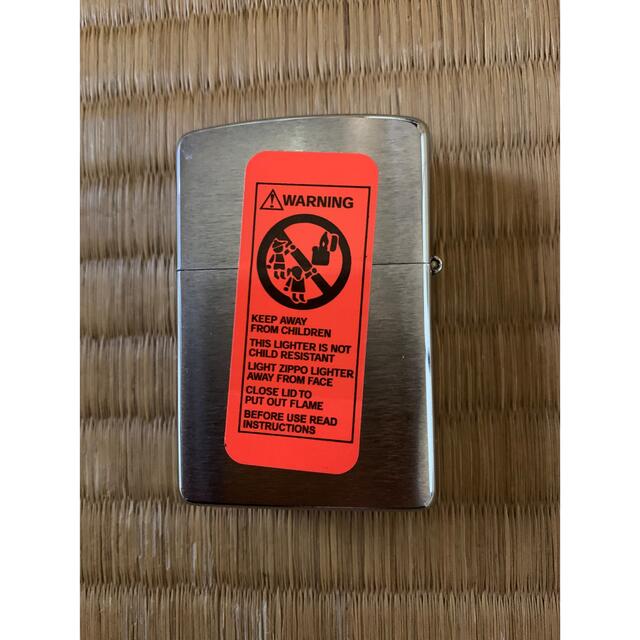 WARNING
KEEP AWAY
FROM CHILDREN
THIS LIGHTER IS NOT
CHILD RESISTANT
LIGHT ZIPPO LIGHTER
AWAY FROM FACE
CLOSE LID TO
PUT OUT FLAME
BEFORE USE READ
INSTRUCTIONS